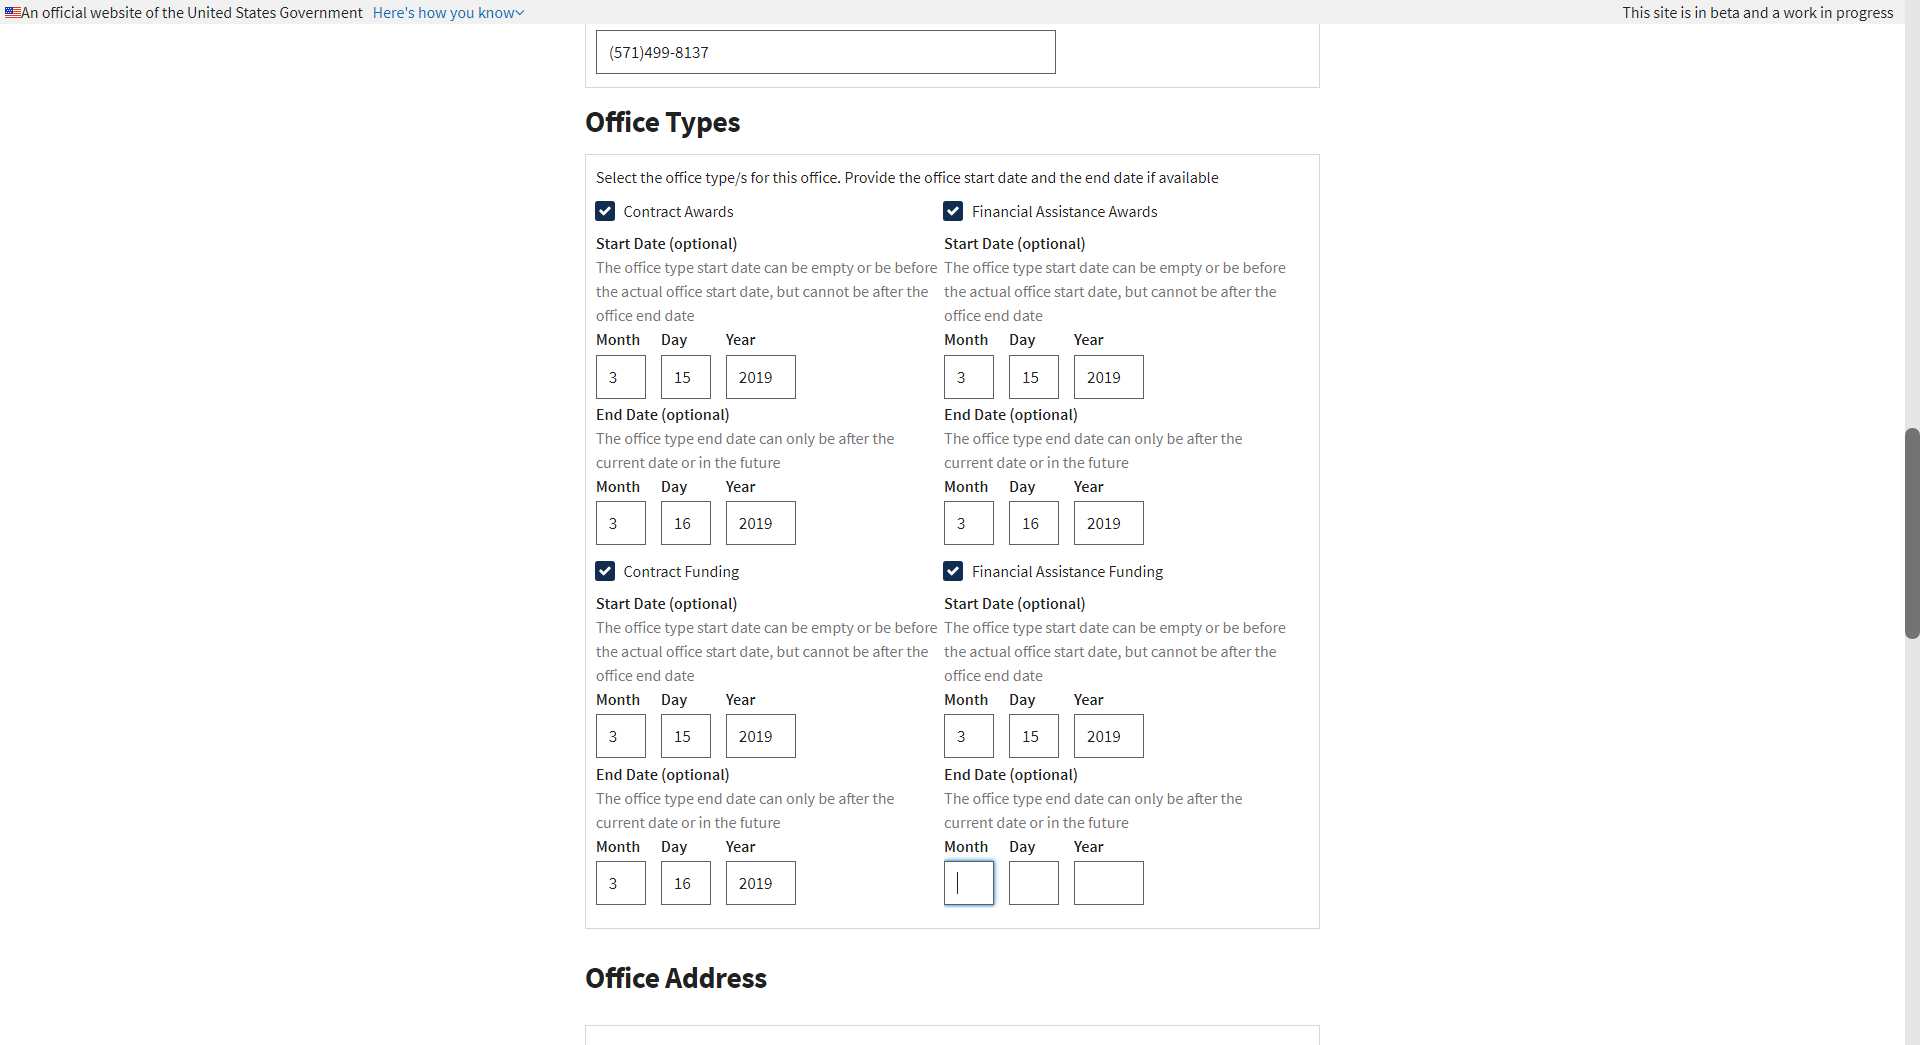 An official website of the United States Government Here's how you know
This site is in beta and a work in progress
(571)499-8137
Office Types
Select the office type/s for this office. Provide the office start date and the end date if available
Contract Awards
Start Date (optional)
The office type start date can be empty or be before
the actual office start date, but cannot be after the
office end date
Month Day Year
3 15 2019
End Date (optional)
The office type end date can only be after the
current date or in the future
Month Day Year
3 16 2019
Financial Assistance Awards
Start Date (optional)
The office type start date can be empty or be before
the actual office start date, but cannot be after the
office end date
Month Day Year
3 15 2019
End Date (optional)
The office type end date can only be after the
current date or in the future
Month Day Year
3 16 2019
Contract Funding
Start Date (optional)
The office type start date can be empty or be before
the actual office start date, but cannot be after the
office end date
Month Day Year
3 15 2019
End Date (optional)
The office type end date can only be after the
current date or in the future
Month Day Year
3 16 2019
Financial Assistance Funding
Start Date (optional)
The office type start date can be empty or be before
the actual office start date, but cannot be after the
office end date
Month Day Year
3 15 2019
End Date (optional)
The office type end date can only be after the
current date or in the future
Month Day Year
Office Address